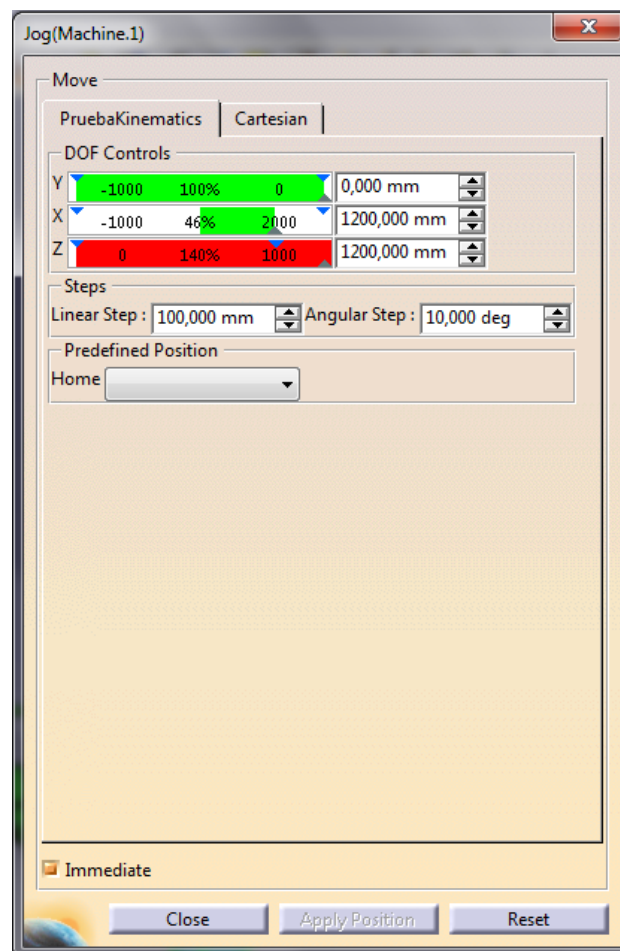 Jog(Machine.1)
Move
PruebaKinematics Cartesian
DOF Controls
Y -1000 100% 0 0,000 mm
X -1000 46% 2000 1200,000 mm
Z 0 140% 1000 1200,000 mm
Steps
Linear Step : 100,000 mm Angular Step : 10,000 deg
Predefined Position
Home
Immediate
Close Apply Position Reset